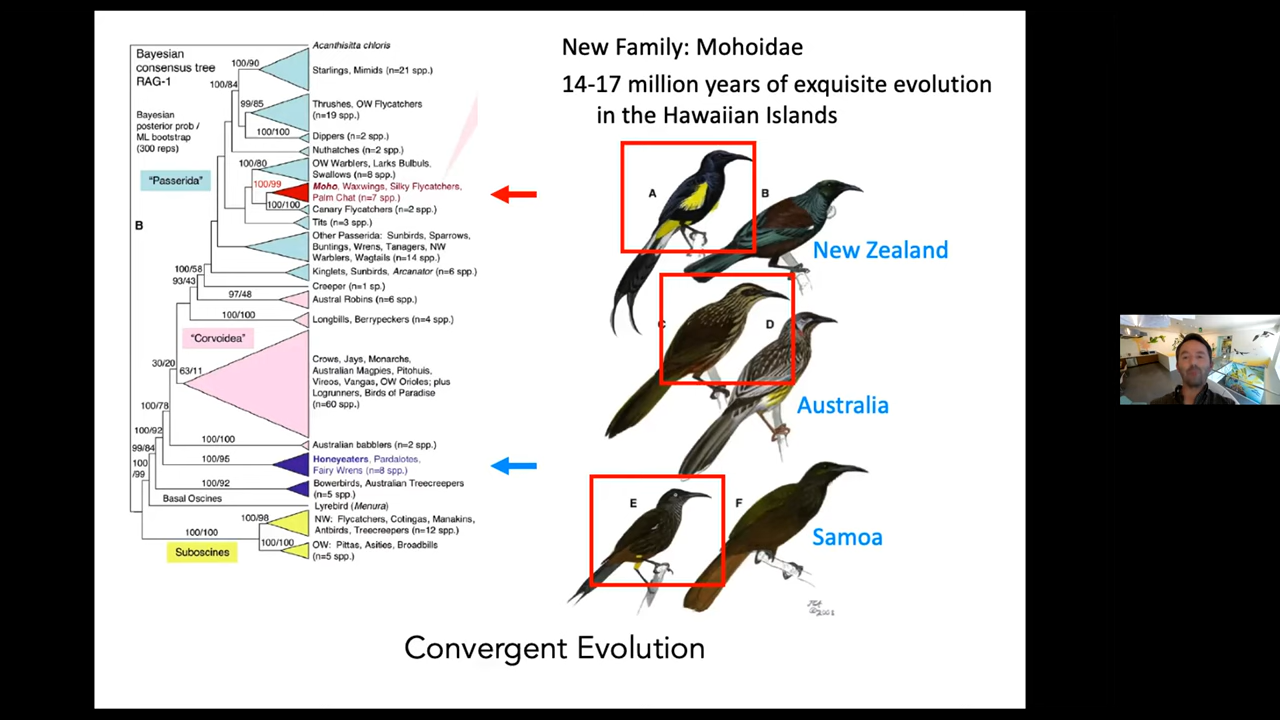 New Family: Mohoidae
14-17 million years of exquisite evolution
in the Hawaiian Islands
Bayesian
consensus tree
RAG-1
Bayesian
posterior prob /
ML bootstrap
(300 reps)
"Passerida"
B
"Corvoidea"
Basal Oscines
Suboscines
Acanthisitta chloris
100/90
Starlings, Mimids (n=21 spp.)
100/84
99/85
Thrushes, OW Flycatchers
(n=19 spp.)
100/100
Dippers (n=2 spp.)
Nuthatches (n=2 spp.)
100/80
OW Warblers, Larks Bulbuls,
Swallows (n=8 spp.)
100/99
Moho, Waxwings, Silky Flycatchers,
Palm Chat (n=7 spp.)
100/100
Canary Flycatchers (n=2 spp.)
Tits (n=3 spp.)
Other Passerida: Sunbirds, Sparrows,
Buntings, Wrens, Tanagers, NW
Warblers, Wagtails (n=14 spp.)
100/58
Kinglets, Sunbirds, Arcanator (n=6 spp.)
93/43
Creeper (n=1 sp.)
97/48
Austral Robins (n=6 spp.)
100/100
Longbills, Berrypeckers (n=4 spp.)
30/20
63/11
Crows, Jays, Monarchs,
Australian Magpies, Pitohuis,
Vireos, Vangas, OW Orioles; plus
Logrunners, Birds of Paradise
(n=60 spp.)
100/78
100/100
Australian babblers (n=2 spp.)
100/92
99/84
100/95
Honeyeaters, Pardalotes,
Fairy Wrens (n=8 spp.)
100
/99
100/92
Bowerbirds, Australian Treecreepers
(n=5 spp.)
Lyrebird (Menura)
100/98
NW: Flycatchers, Cotingas, Manakins,
Antbirds, Treecreepers (n=12 spp.)
100/100
100/100
OW: Pittas, Asities, Broadbills
(n=5 spp.)
A
B
New Zealand
C
D
Australia
E
F
Samoa
Convergent Evolution